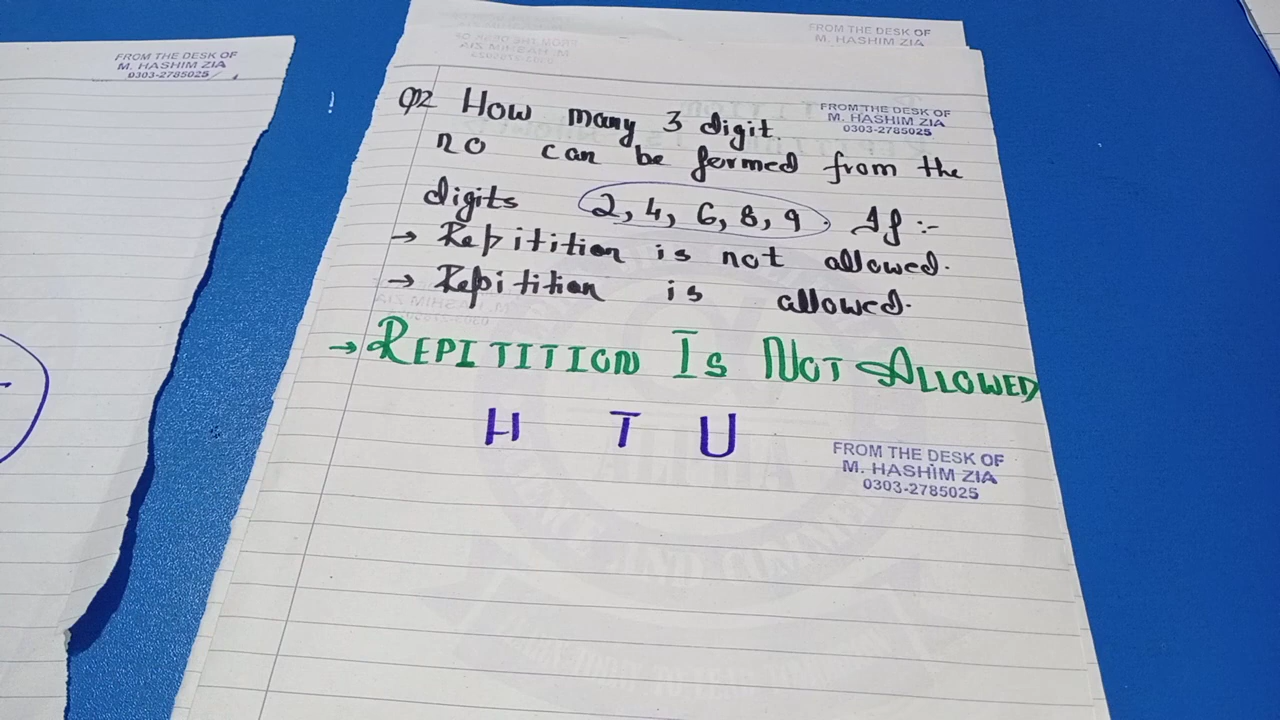 FROM THE DESK OF
M. HASHIM ZIA
0303-2785025
FROM THE DESK OF
M. HASHIM ZIA
FROM THE DESK OF
M. HASHIM ZIA
0303-2785025
Q2 How many 3 digit.
no can be formed from the
digits 2, 4, 6, 8, 9. If :-
→ Repitition is not allowed.
→ Repitition is allowed.
→ REPITITION IS NOT ALLOWED
H T U
FROM THE DESK OF
M. HASHIM ZIA
0303-2785025